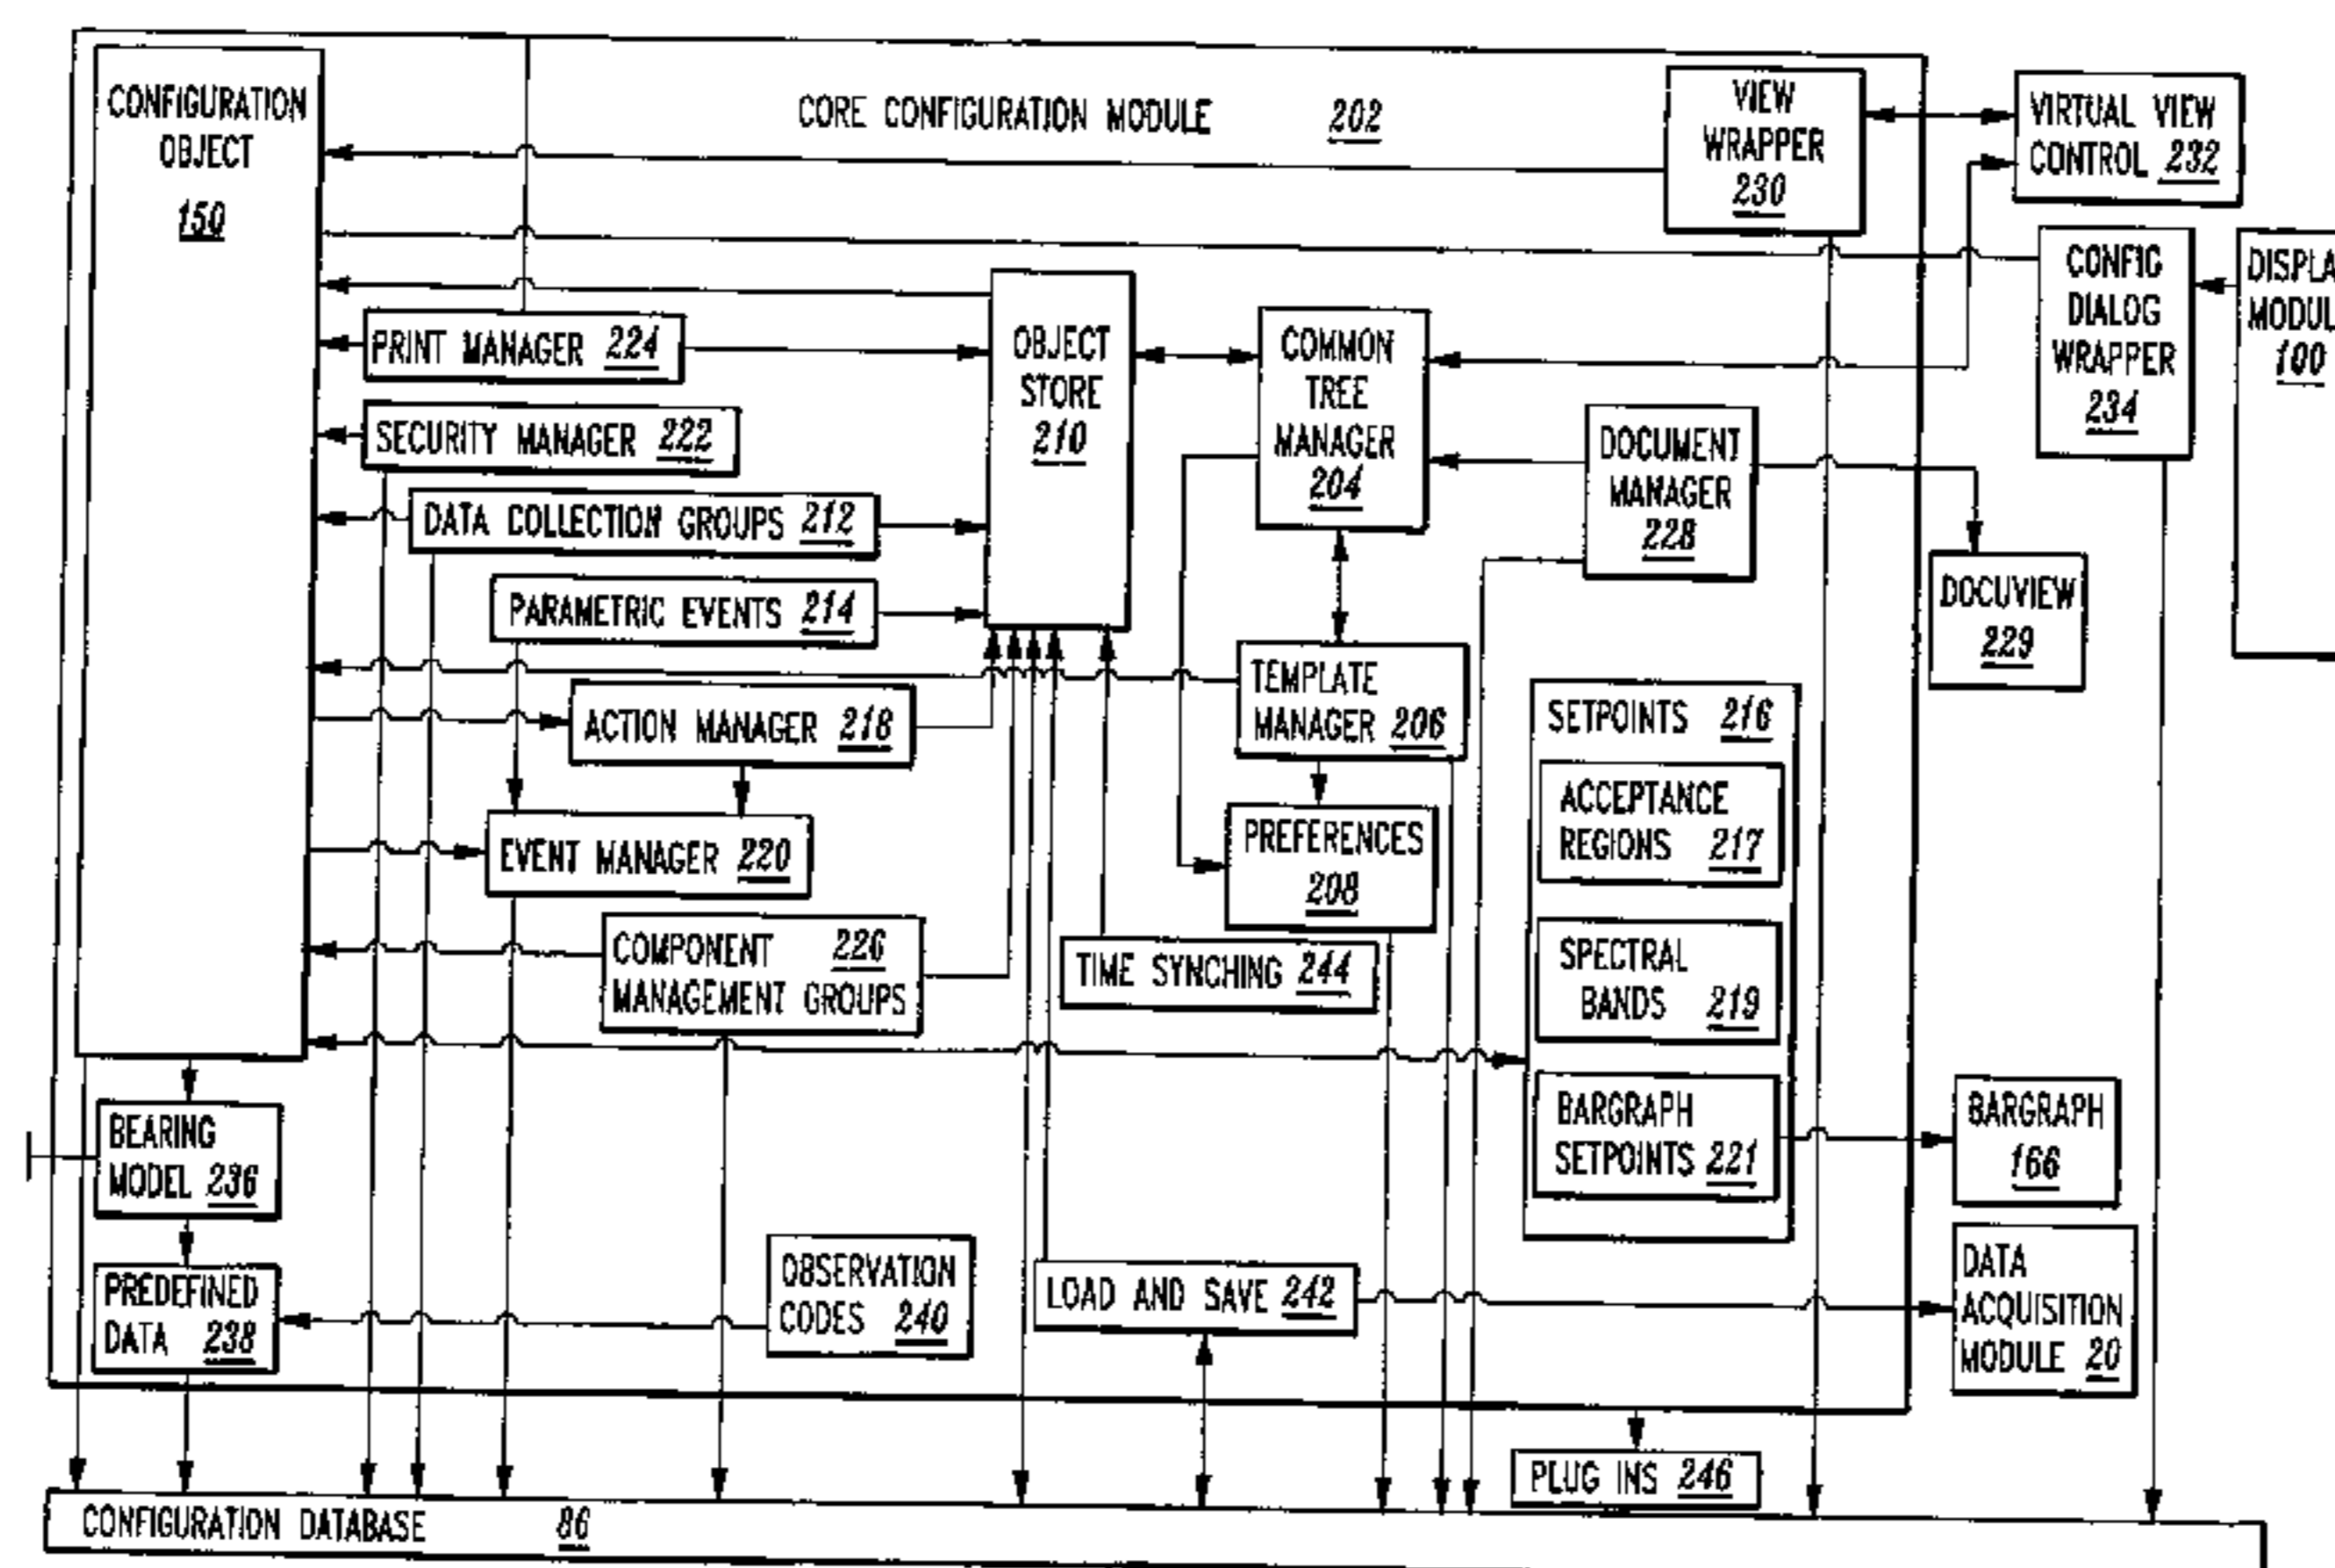 CONFIGURATION
OBJECT
150
CORE CONFIGURATION MODULE 202
VIEW
WRAPPER
230
VIRTUAL VIEW
CONTROL 232
CONFIG
DIALOG
WRAPPER
234
DISPLA
MODUL
100
PRINT MANAGER 224
OBJECT
STORE
210
COMMON
TREE
MANAGER
204
SECURITY MANAGER 222
DOCUMENT
MANAGER
228
DATA COLLECTION GROUPS 212
PARAMETRIC EVENTS 214
DOCUVIEW
229
TEMPLATE
MANAGER 206
ACTION MANAGER 218
SETPOINTS 216
ACCEPTANCE
REGIONS 217
EVENT MANAGER 220
PREFERENCES
208
COMPONENT 226
MANAGEMENT GROUPS
TIME SYNCHING 244
SPECTRAL
BANDS 219
BEARING
MODEL 236
BARGRAPH
SETPOINTS 221
BARGRAPH
166
PREDEFINED
DATA 238
OBSERVATION
CODES 240
LOAD AND SAVE 242
DATA
ACQUISITION
MODULE 20
PLUG INS 246
CONFIGURATION DATABASE 86